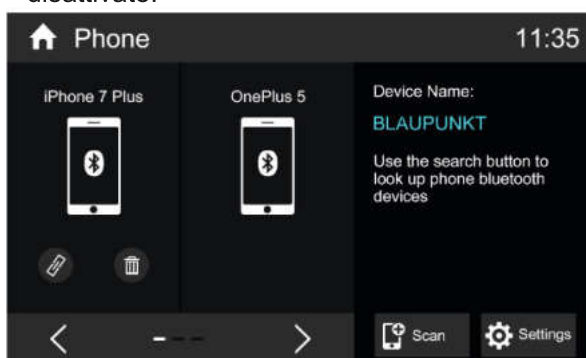 Phone
11:35
iPhone 7 Plus
OnePlus 5
Device Name:
BLAUPUNKT
Use the search button to
look up phone bluetooth
devices
Scan
Settings